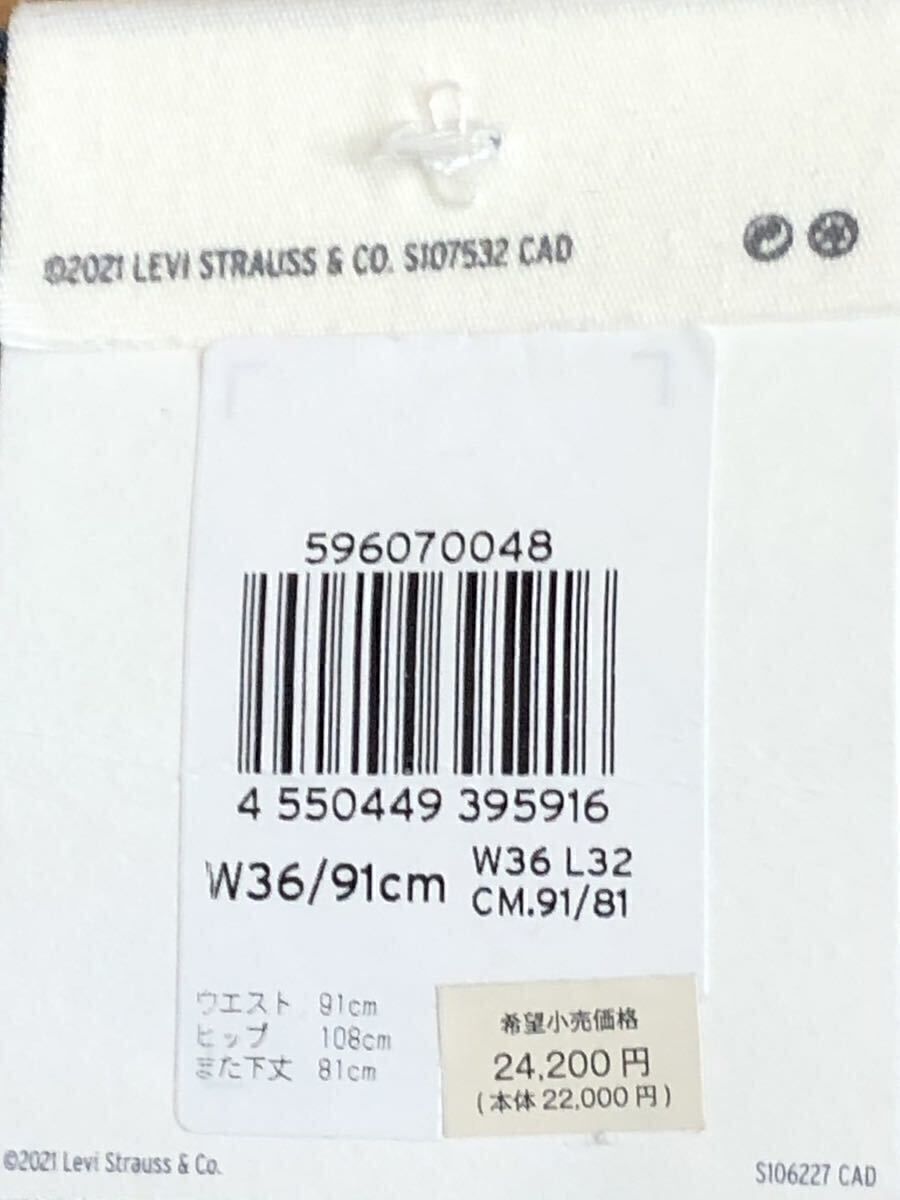 ©2021 LEVI STRAUSS & CO. S107532 CAD
596070048
4 550449 395916
W36/91cm
W36 L32
CM.91/81
ウエスト 91cm
ヒップ 108cm
また下丈 81cm
希望小売価格
24,200円
(本体22,000円)
©2021 Levi Strauss & Co.
S106227 CAD